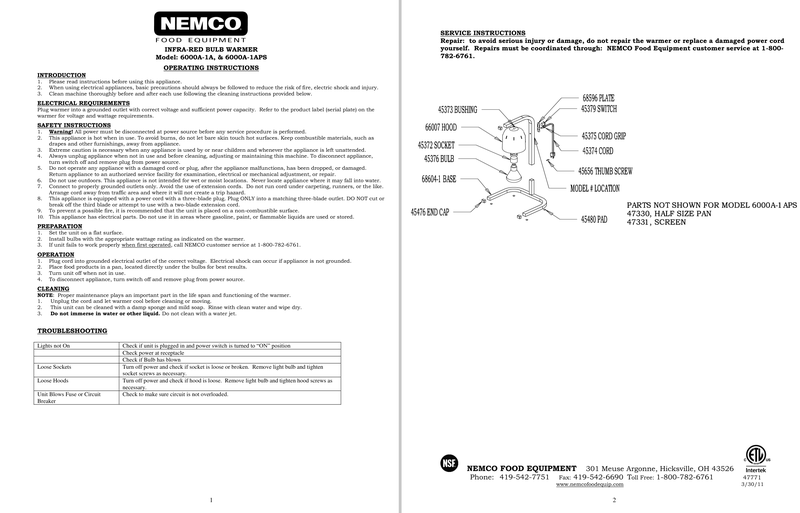 NEMCO
FOOD EQUIPMENT
INFRA-RED BULB WARMER
Model: 6000A-1A, & 6000A-1APS
OPERATING INSTRUCTIONS
INTRODUCTION
1. Please read instructions before using this appliance.
2. When using electrical appliances, basic precautions should always be followed to reduce the risk of fire, electric shock and injury.
3. Clean machine thoroughly before and after each use following the cleaning instructions provided below.
ELECTRICAL REQUIREMENTS
Plug warmer into a grounded outlet with correct voltage and sufficient power capacity. Refer to the product label (serial plate) on the
warmer for voltage and wattage requirements.
SAFETY INSTRUCTIONS
1. Warning! All power must be disconnected at power source before any service procedure is performed.
2. This appliance is hot when in use. To avoid burns, do not let bare skin touch hot surfaces. Keep combustible materials, such as
drapes and other furnishings, away from appliance.
3. Extreme caution is necessary when any appliance is used by or near children and whenever the appliance is left unattended.
4. Always unplug appliance when not in use and before cleaning, adjusting or maintaining this machine. To disconnect appliance,
turn switch off and remove plug from power source.
5. Do not operate any appliance with a damaged cord or plug, after the appliance malfunctions, has been dropped, or damaged.
Return appliance to an authorized service facility for examination, electrical or mechanical adjustment, or repair.
6. Do not use outdoors. This appliance is not intended for wet or moist locations. Never locate appliance where it may fall into water.
7. Connect to properly grounded outlets only. Avoid the use of extension cords. Do not run cord under carpeting, runners, or the like.
Arrange cord away from traffic area and where it will not create a trip hazard.
8. This appliance is equipped with a power cord with a three-blade plug. Plug ONLY into a matching three-blade outlet. DO NOT cut or
break off the third blade or attempt to use with a two-blade extension cord.
9. To prevent a possible fire, it is recommended that the unit is placed on a non-combustible surface.
10. This appliance has electrical parts. Do not use it in areas where gasoline, paint, or flammable liquids are used or stored.
PREPARATION
1. Set the unit on a flat surface.
2. Install bulbs with the appropriate wattage rating as indicated on the warmer.
3. If unit fails to work properly when first operated, call NEMCO customer service at 1-800-782-6761.
OPERATION
1. Plug cord into grounded electrical outlet of the correct voltage. Electrical shock can occur if appliance is not grounded.
2. Place food products in a pan, located directly under the bulbs for best results.
3. Turn unit off when not in use.
4. To disconnect appliance, turn switch off and remove plug from power source.
CLEANING
NOTE: Proper maintenance plays an important part in the life span and functioning of the warmer.
1. Unplug the cord and let warmer cool before cleaning or moving.
2. This unit can be cleaned with a damp sponge and mild soap. Rinse with clean water and wipe dry.
3. Do not immerse in water or other liquid. Do not clean with a water jet.
TROUBLESHOOTING
Lights not On Check if unit is plugged in and power switch is turned to "ON" position
Check power at receptacle
Check if Bulb has blown
Loose Sockets Turn off power and check if socket is loose or broken. Remove light bulb and tighten
socket screws as necessary.
Loose Hoods Turn off power and check if hood is loose. Remove light bulb and tighten hood screws as
necessary.
Unit Blows Fuse or Circuit Check to make sure circuit is not overloaded.
Breaker
1
SERVICE INSTRUCTIONS
Repair: to avoid serious injury or damage, do not repair the warmer or replace a damaged power cord
yourself. Repairs must be coordinated through: NEMCO Food Equipment customer service at 1-800-
782-6761.
68596 PLATE
45379 SWITCH
45373 BUSHING
66007 HOOD
45375 CORD GRIP
45372 SOCKET
45374 CORD
45376 BULB
45656 THUMB SCREW
68604-1 BASE
MODEL # LOCATION
45476 END CAP
45480 PAD
PARTS NOT SHOWN FOR MODEL 6000A-1APS
47330, HALF SIZE PAN
47331, SCREEN
NSF
NEMCO FOOD EQUIPMENT 301 Meuse Argonne, Hicksville, OH 43526
Phone: 419-542-7751 Fax: 419-542-6690 Toll Free: 1-800-782-6761
www.nemcofoodequip.com
ETL
Intertek
47771
3/30/11
2